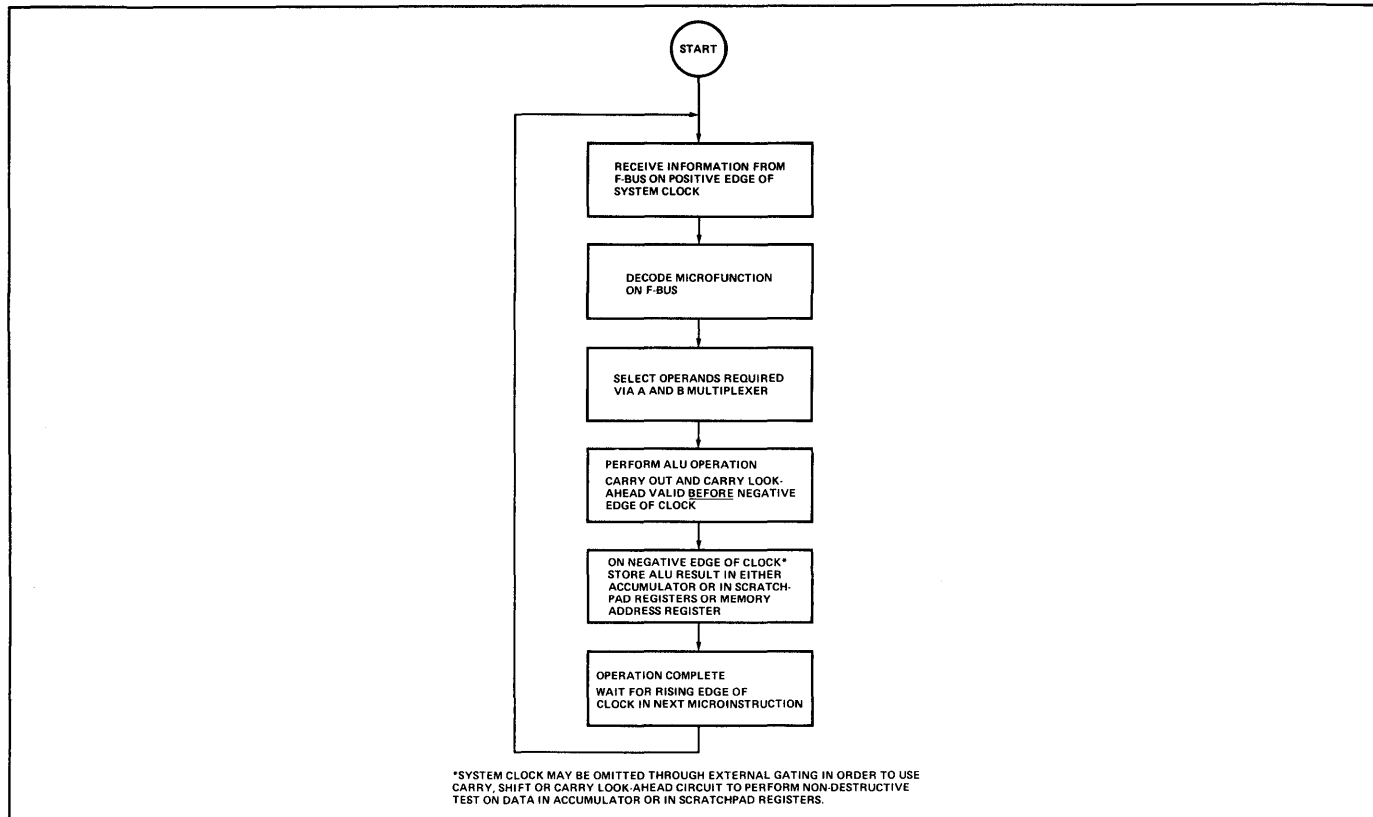 START
RECEIVE INFORMATION FROM
F-BUS ON POSITIVE EDGE OF
SYSTEM CLOCK
DECODE MICROFUNCTION
ON F-BUS
SELECT OPERANDS REQUIRED
VIA A AND B MULTIPLEXER
PERFORM ALU OPERATION
CARRY OUT AND CARRY LOOK-
AHEAD VALID BEFORE NEGATIVE
EDGE OF CLOCK
ON NEGATIVE EDGE OF CLOCK*
STORE ALU RESULT IN EITHER
ACCUMULATOR OR IN SCRATCH-
PAD REGISTERS OR MEMORY
ADDRESS REGISTER
OPERATION COMPLETE
WAIT FOR RISING EDGE OF
CLOCK IN NEXT MICROINSTRUCTION
*SYSTEM CLOCK MAY BE OMITTED THROUGH EXTERNAL GATING IN ORDER TO USE
CARRY, SHIFT OR CARRY LOOK-AHEAD CIRCUIT TO PERFORM NON-DESTRUCTIVE
TEST ON DATA IN ACCUMULATOR OR IN SCRATCHPAD REGISTERS.